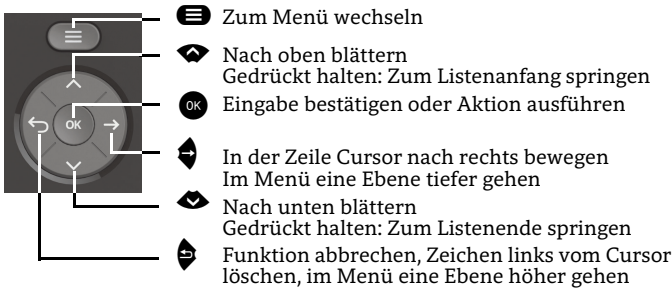 Zum Menü wechseln
Nach oben blättern
Gedrückt halten: Zum Listenanfang springen
OK
OK Eingabe bestätigen oder Aktion ausführen
In der Zeile Cursor nach rechts bewegen
Im Menü eine Ebene tiefer gehen
Nach unten blättern
Gedrückt halten: Zum Listenende springen
Funktion abbrechen, Zeichen links vom Cursor
löschen, im Menü eine Ebene höher gehen